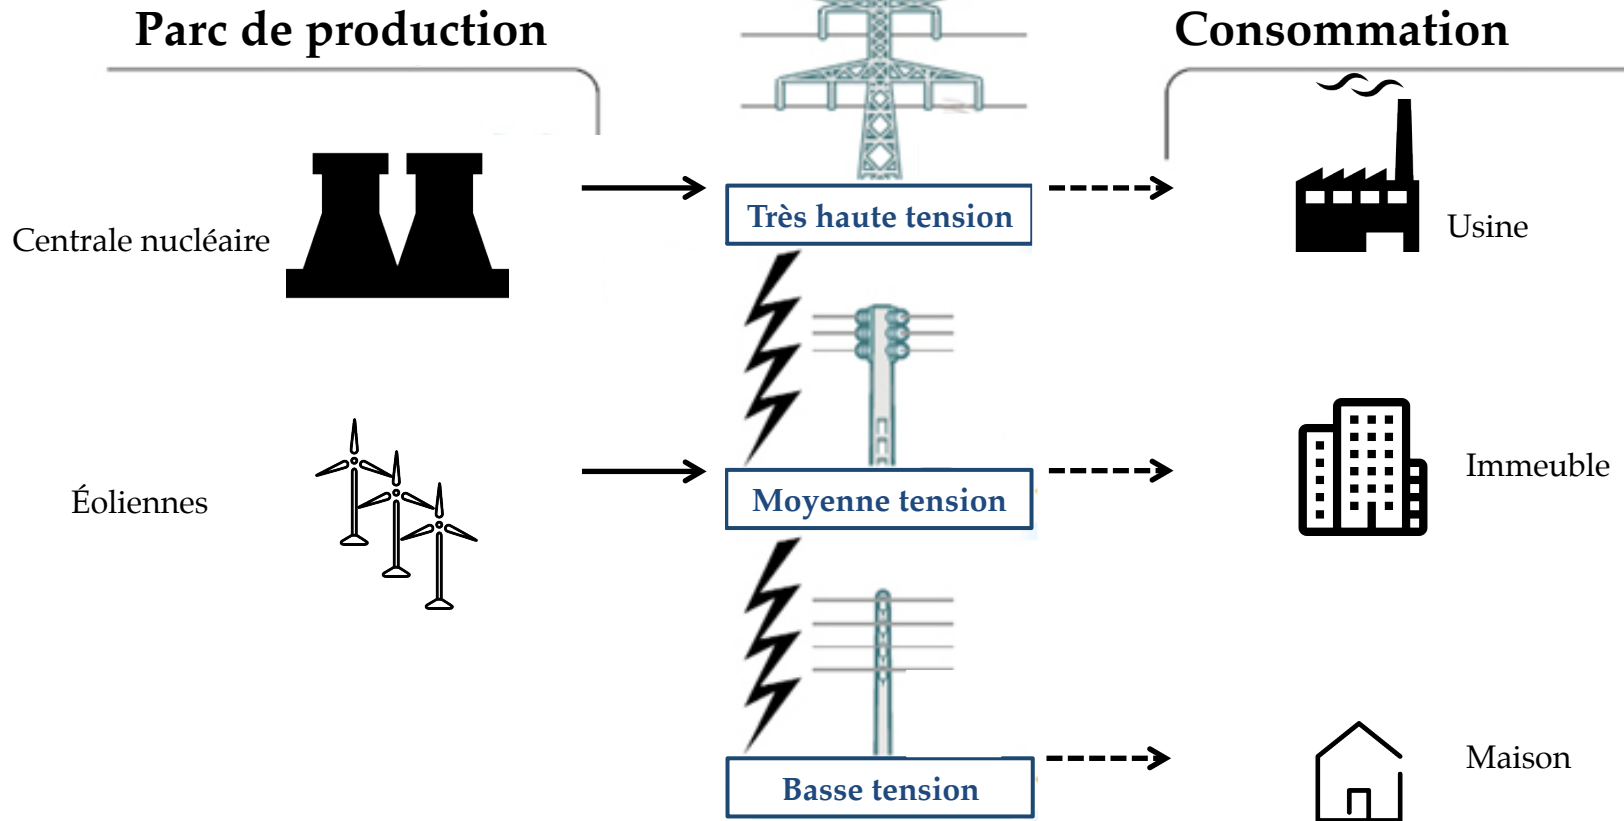 Parc de production
Consommation
Centrale nucléaire
Très haute tension
Usine
Éoliennes
Moyenne tension
Immeuble
Basse tension
Maison